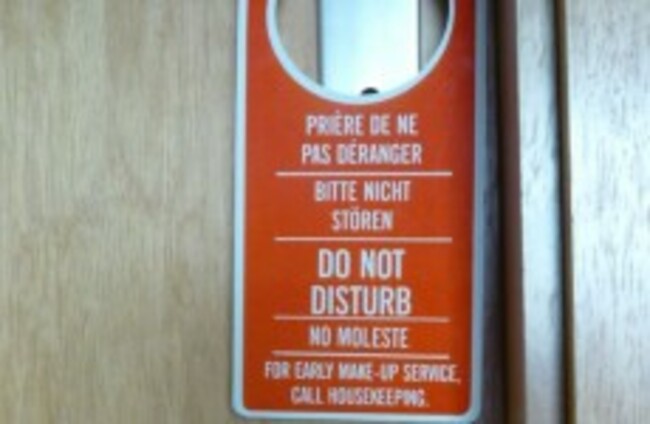 PRIÈRE DE NE
PAS DÉRANGER
BITTE NICHT
STÖREN
DO NOT
DISTURB
NO MOLESTE
FOR EARLY MAKE-UP SERVICE,
CALL HOUSEKEEPING.